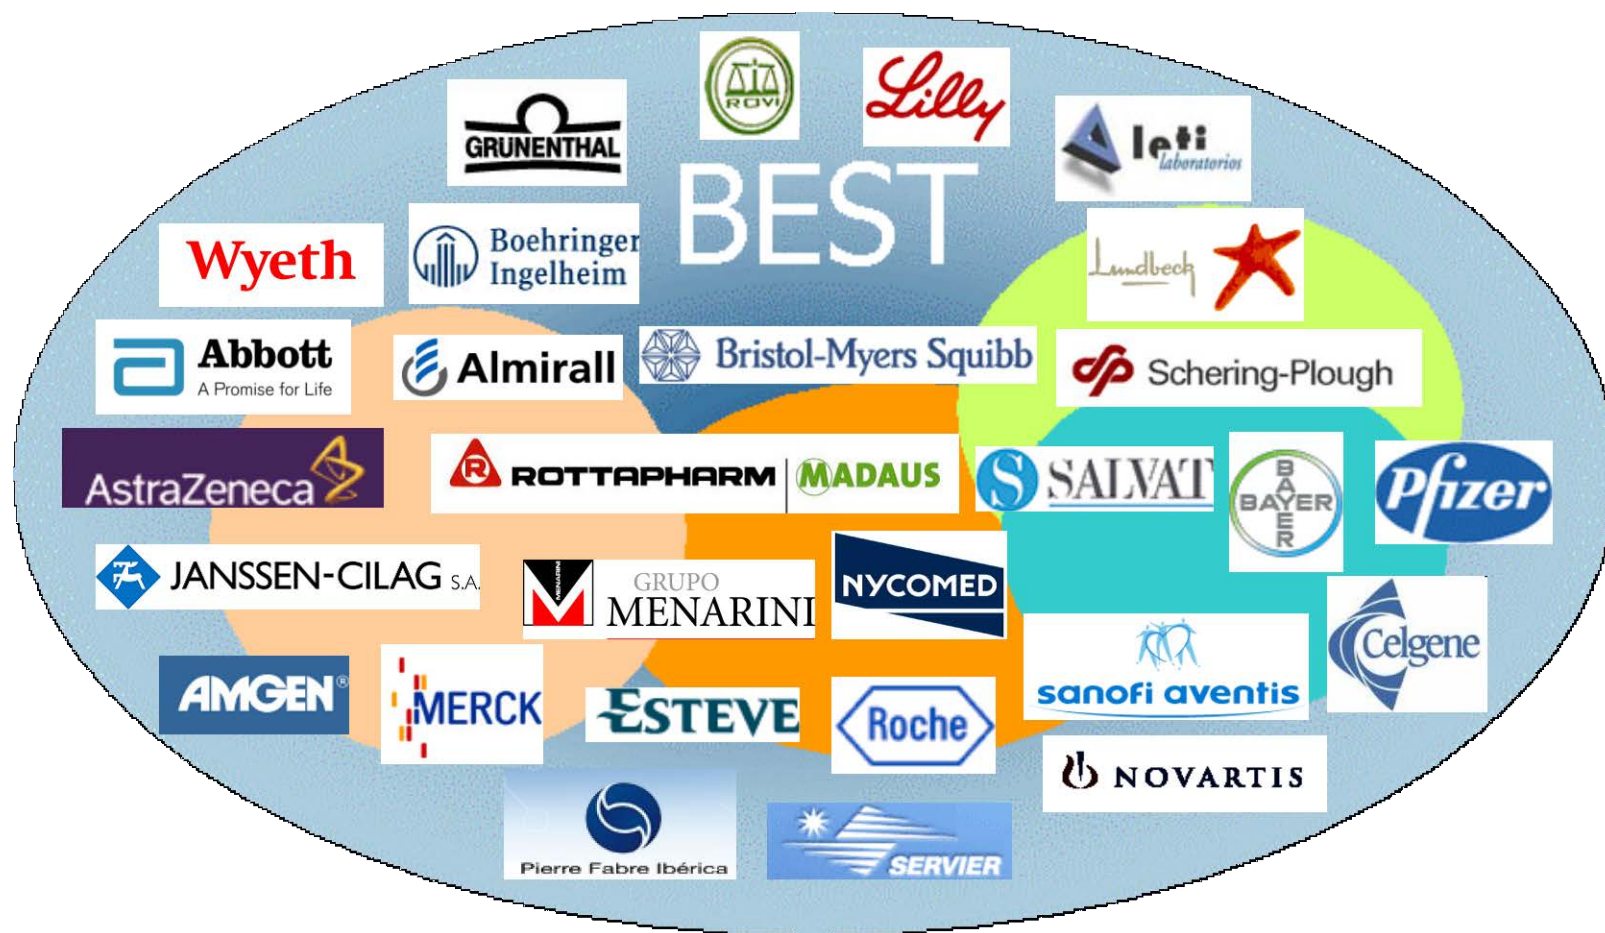 ROVI
Lilly
GRUNENTHAL
leti
laboratorios
BEST
Wyeth
Boehringer
Ingelheim
Lundbeck
Abbott
A Promise for Life
Almirall
Bristol-Myers Squibb
Schering-Plough
AstraZeneca
R ROTTAPHARM MADAUS
S SALVAT
BAYER
BAYER
Pfizer
JANSSEN-CILAG S.A.
MENARINI
GRUPO
MENARINI
NYCOMED
Celgene
sanofi aventis
AMGEN®
MERCK
ESTEVE
Roche
NOVARTIS
Pierre Fabre Ibérica
SERVIER